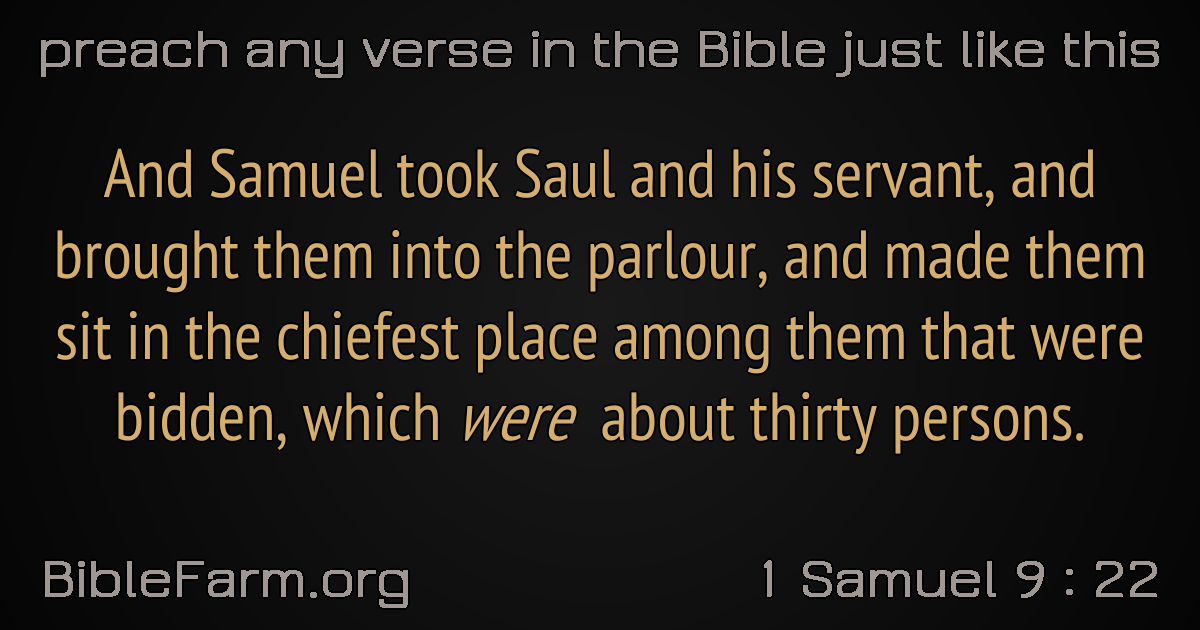 preach any verse in the Bible just like this
And Samuel took Saul and his servant, and
brought them into the parlour, and made them
sit in the chiefest place among them that were
bidden, which were about thirty persons.
BibleFarm.org
1 Samuel 9 : 22